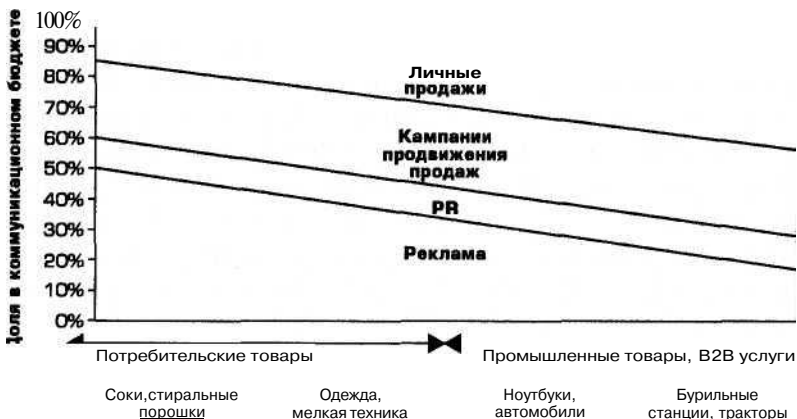 Доля в коммуникационном бюджете
100%
90%
80%
70%
60%
50%
40%
30%
20%
10%
0%
Личные
продажи
Кампании
продвижения
продаж
PR
Реклама
Потребительские товары
Промышленные товары, B2B услуги
Соки,стиральные
порошки
Одежда,
мелкая техника
Ноутбуки,
автомобили
Бурильные
станции, тракторы